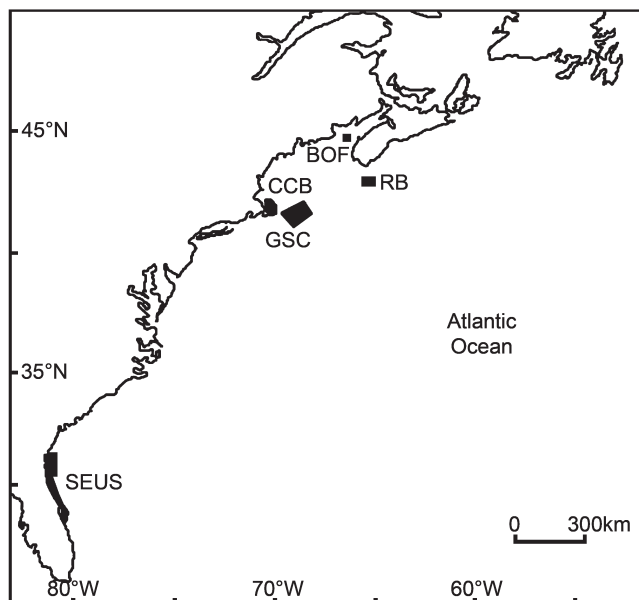 45°N
BOF
RB
CCB
GSC
Atlantic
Ocean
35°N
SEUS
0 300km
80°W 70°W 60°W